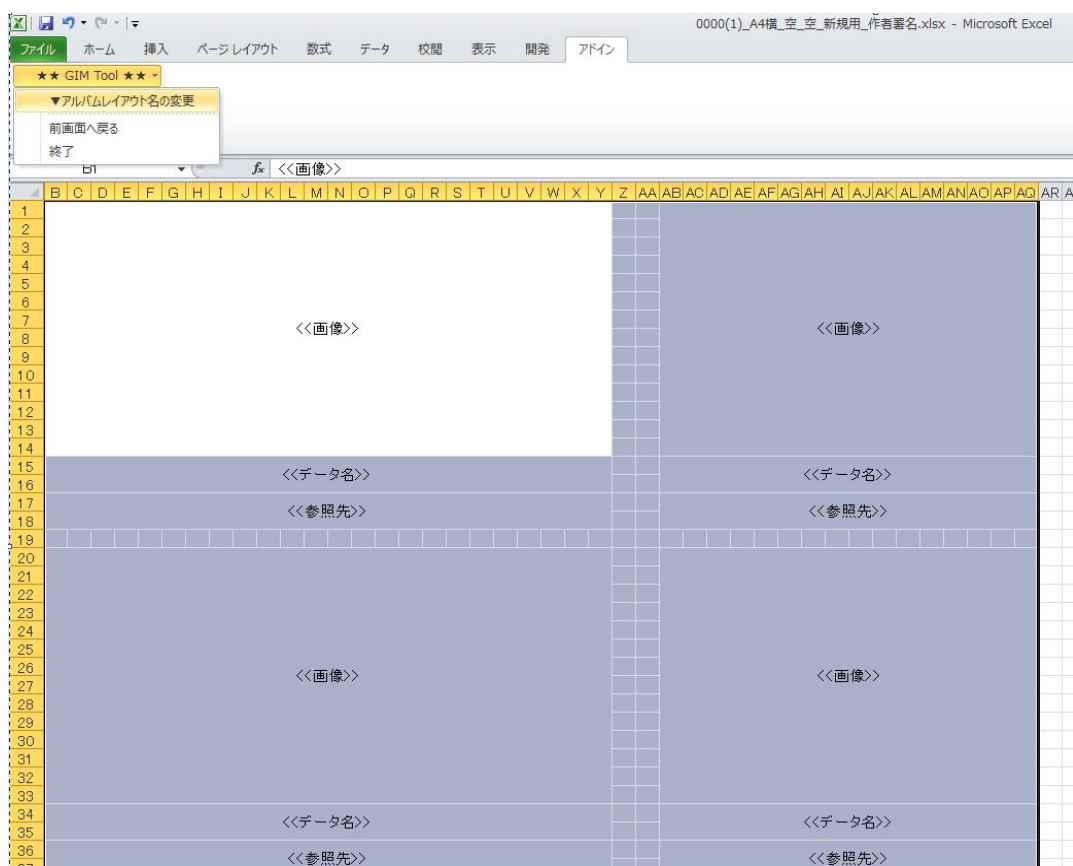 0000(1)_A4横_空_空_新規用_作者署名.xlsx - Microsoft Excel
ファイル ホーム 挿入 ページ レイアウト 数式 データ 校閲 表示 開発 アドイン
★★ GIM Tool ★★
▼アルバムレイアウト名の変更
前画面へ戻る
終了
B1 fx <<画像>>
B C D E F G H I J K L M N O P Q R S T U V W X Y Z AA AB AC AD AE AF AG AH AI AJ AK AL AM AN AO AP AQ AR A
1
2
3
4
5
6
7
<<画像>> <<画像>>
8
9
10
11
12
13
14
15
<<データ名>> <<データ名>>
16
17
<<参照先>> <<参照先>>
18
19
20
21
22
23
24
25
26
<<画像>> <<画像>>
27
28
29
30
31
32
33
34
<<データ名>> <<データ名>>
35
36
<<参照先>> <<参照先>>